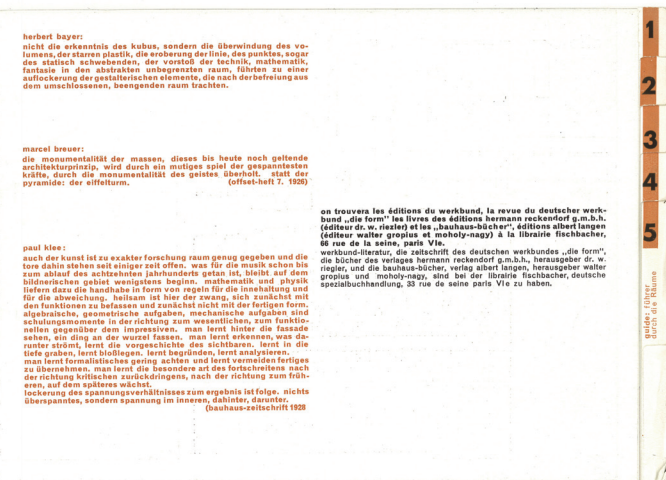 herbert bayer:
nicht die erkenntnis des kubus, sondern die überwindung des vo-
lumens, der starren plastik, die eroberung der linie, des punktes, sogar
des statisch schwebenden, der vorstoß der technik, mathematik,
fantasie in den abstrakten unbegrenzten raum, führten zu einer
auflockerung der gestalterischen elemente, die nach derbefreiung aus
dem umschlossenen, beengenden raum trachten.
marcel breuer:
die monumentalität der massen, dieses bis heute noch geltende
architekturprinzip, wird durch ein mutiges spiel der gespanntesten
kräfte, durch die monumentalität des geistes überholt. statt der
pyramide: der eiffelturm. (offset-heft 7. 1926)
paul klee:
auch der kunst ist zu exakter forschung raum genug gegeben und die
tore dahin stehen seit einiger zeit offen. was für die musik schon bis
zum ablauf des achtzehnten jahrhunderts getan ist, bleibt auf dem
bildnerischen gebiet wenigstens beginn. mathematik und physik
liefern dazu die handhabe in form von regeln für die innehaltung und
für die abweichung. heilsam ist hier der zwang, sich zunächst mit
den funktionen zu befassen und zunächst nicht mit der fertigen form.
algebraische, geometrische aufgaben, mechanische aufgaben sind
schulungsmomente in der richtung zum wesentlichen, zum funktio-
nellen gegenüber dem impressiven. man lernt hinter die fassade
sehen, ein ding an der wurzel fassen. man lernt erkennen, was da-
runter strömt, lernt die vorgeschichte des sichtbaren. lernt in die
tiefe graben, lernt bloßlegen. lernt begründen, lernt analysieren.
man lernt formalistisches gering achten und lernt vermeiden fertiges
zu übernehmen. man lernt die besondere art des fortschreitens nach
der richtung kritischen zurückdringens, nach der richtung zum früh-
eren, auf dem späteres wächst.
lockerung des spannungsverhältnisses zum ergebnis ist folge. nichts
überspanntes, sondern spannung im inneren, dahinter, darunter.
(bauhaus-zeitschrift 1928
on trouvera les éditions du werkbund, la revue du deutscher werk-
bund „die form" les livres des éditions hermann reckendorf g.m.b.h.
(éditeur dr. w. riezler) et les „bauhaus-bücher", éditions albert langen
(éditeur walter gropius et moholy-nagy) à la librairie fischbacher,
66 rue de la seine, paris VIe.
werkbund-literatur, die zeitschrift des deutschen werkbundes „die form",
die bücher des verlages hermann reckendorf g.m.b.h., herausgeber dr. w.
riegler, und die bauhaus-bücher, verlag albert langen, herausgeber walter
gropius und moholy-nagy, sind bei der librairie fischbacher, deutsche
spezialbuchhandlung, 33 rue de seine paris VIe zu haben.
1
2
3
4
5
guide: führer
durch die Räume